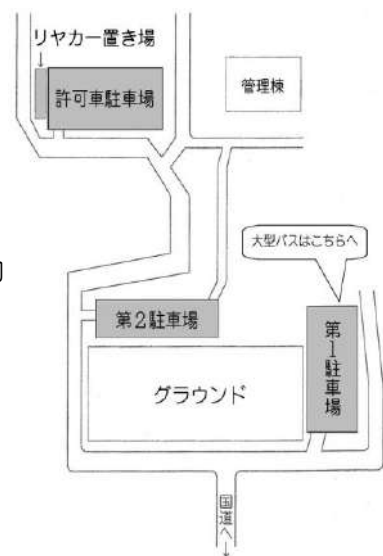 リヤカー置き場
↓
許可車駐車場
管理棟
大型バスはこちらへ
第2駐車場
第1駐車場
グラウンド
国道へ→